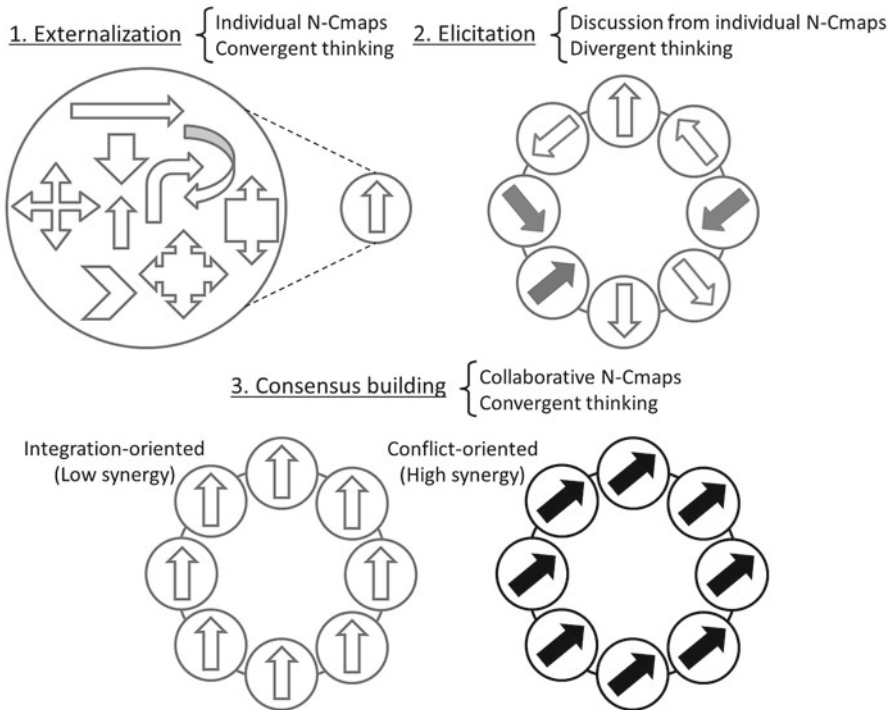 1. Externalization
Individual N-Cmaps
Convergent thinking
2. Elicitation
Discussion from individual N-Cmaps
Divergent thinking
3. Consensus building
Collaborative N-Cmaps
Convergent thinking
Integration-oriented
(Low synergy)
Conflict-oriented
(High synergy)